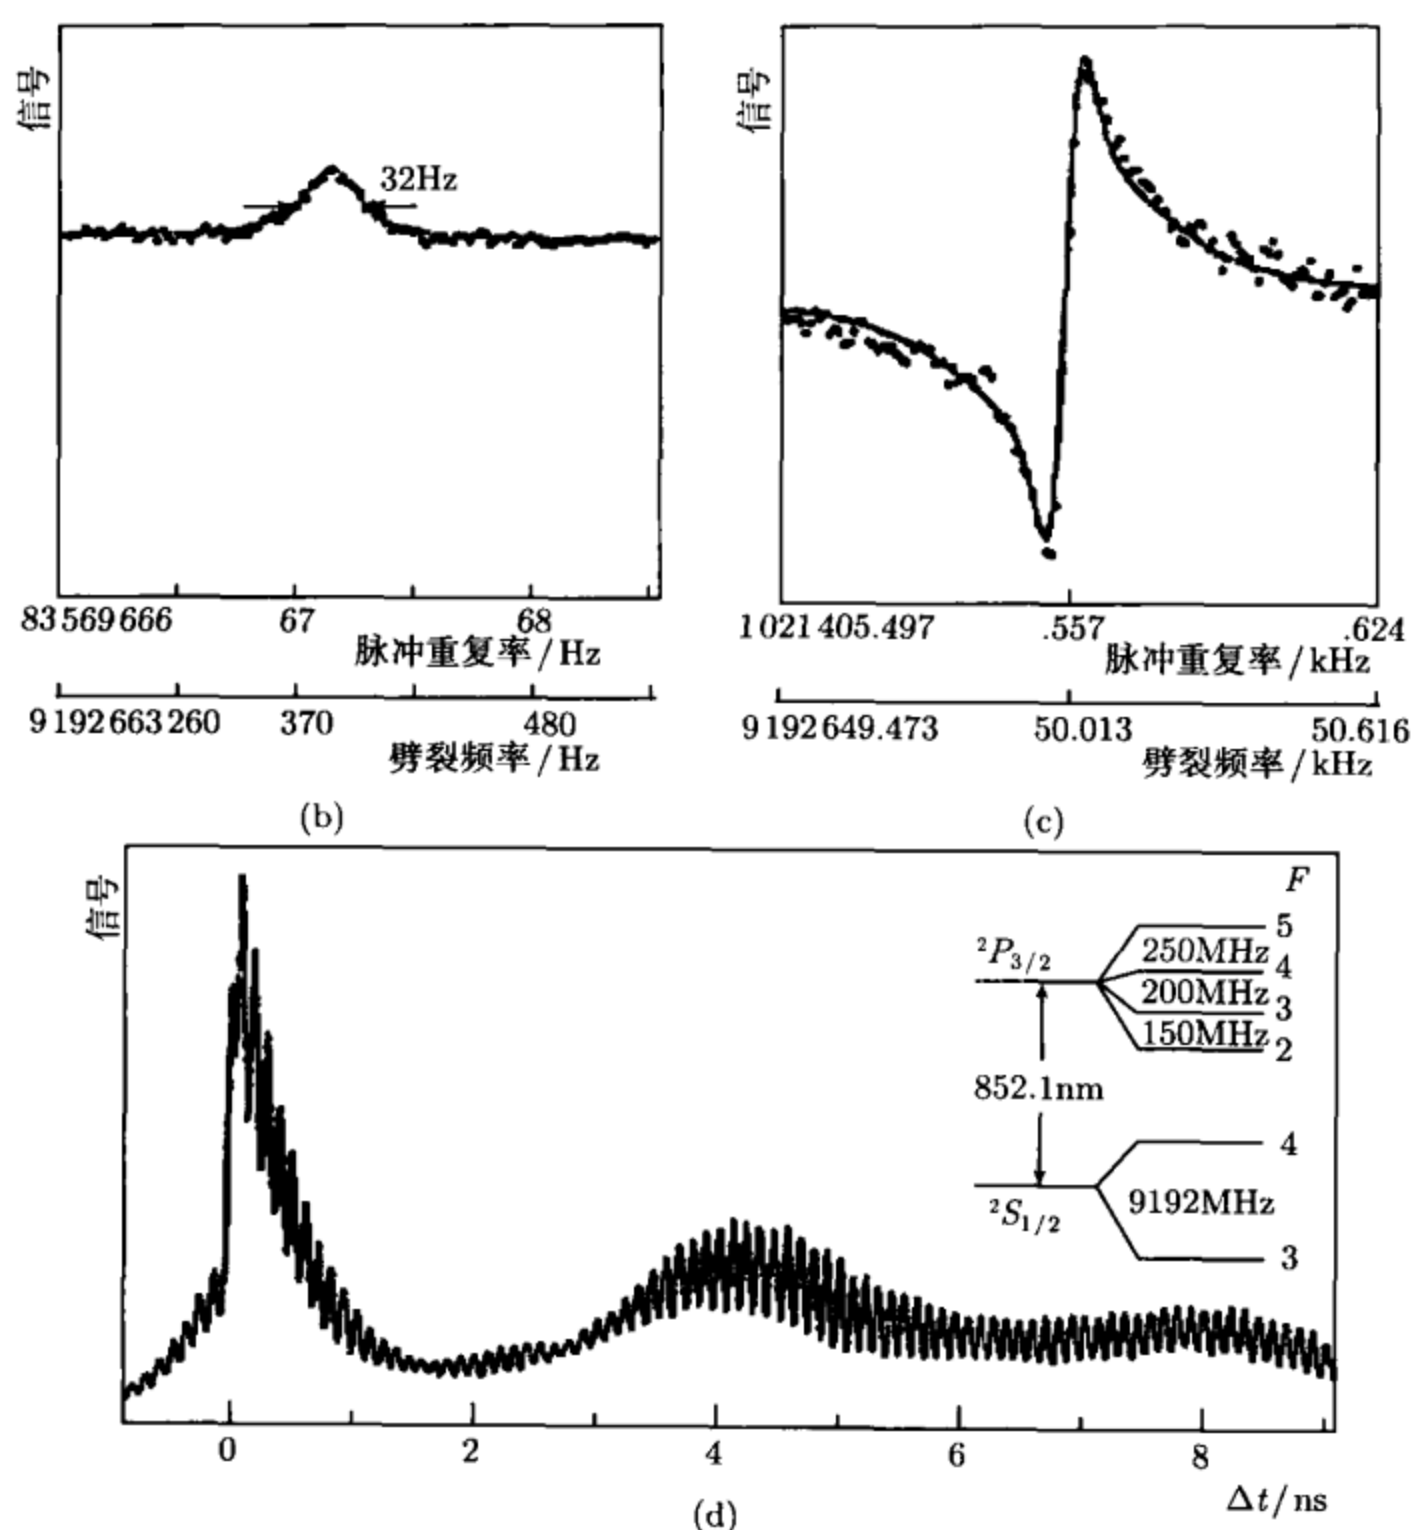 信号
32Hz
83569666 67 68
脉冲重复率/Hz
9192663260 370 480
劈裂频率/Hz
(b)
信号
1021405.497 .557 .624
脉冲重复率/kHz
9192649.473 50.013 50.616
劈裂频率/kHz
(c)
信号
F
5
²P₃/₂ 250MHz 4
200MHz 3
150MHz 2
852.1nm
4
²S₁/₂ 9192MHz
3
0 2 4 6 8
Δt/ns
(d)